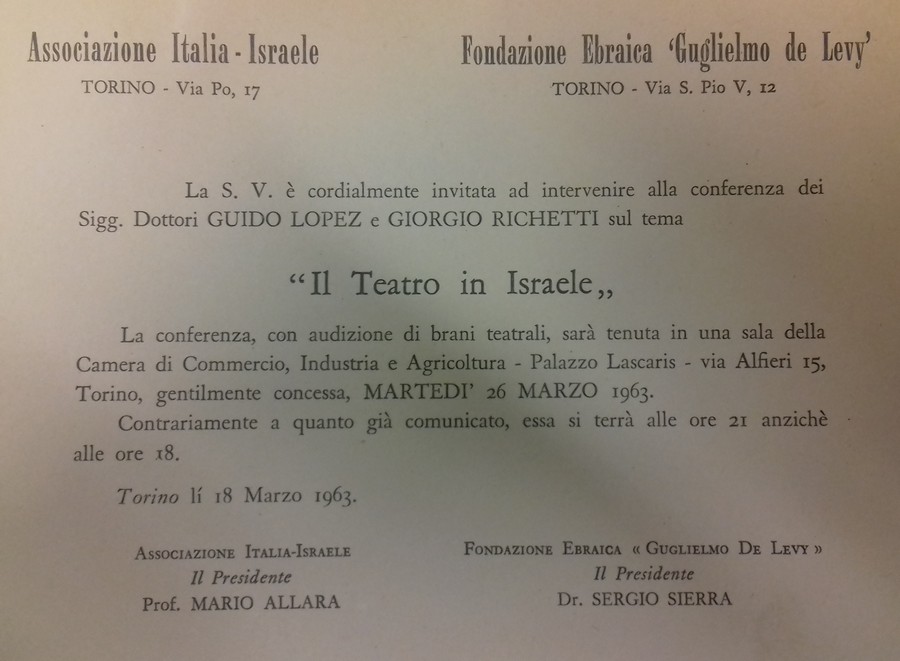 Associazione Italia - Israele
TORINO - Via Po, 17
Fondazione Ebraica ‘Guglielmo de Levy’
TORINO - Via S. Pio V, 12
La S. V. è cordialmente invitata ad intervenire alla conferenza dei
Sigg. Dottori GUIDO LOPEZ e GIORGIO RICHETTI sul tema
“Il Teatro in Israele„
La conferenza, con audizione di brani teatrali, sarà tenuta in una sala della
Camera di Commercio, Industria e Agricoltura - Palazzo Lascaris - via Alfieri 15,
Torino, gentilmente concessa, MARTEDI’ 26 MARZO 1963.
Contrariamente a quanto già comunicato, essa si terrà alle ore 21 anzichè
alle ore 18.
Torino lí 18 Marzo 1963.
Associazione Italia-Israele
Il Presidente
Prof. MARIO ALLARA
Fondazione Ebraica « Guglielmo De Levy »
Il Presidente
Dr. SERGIO SIERRA